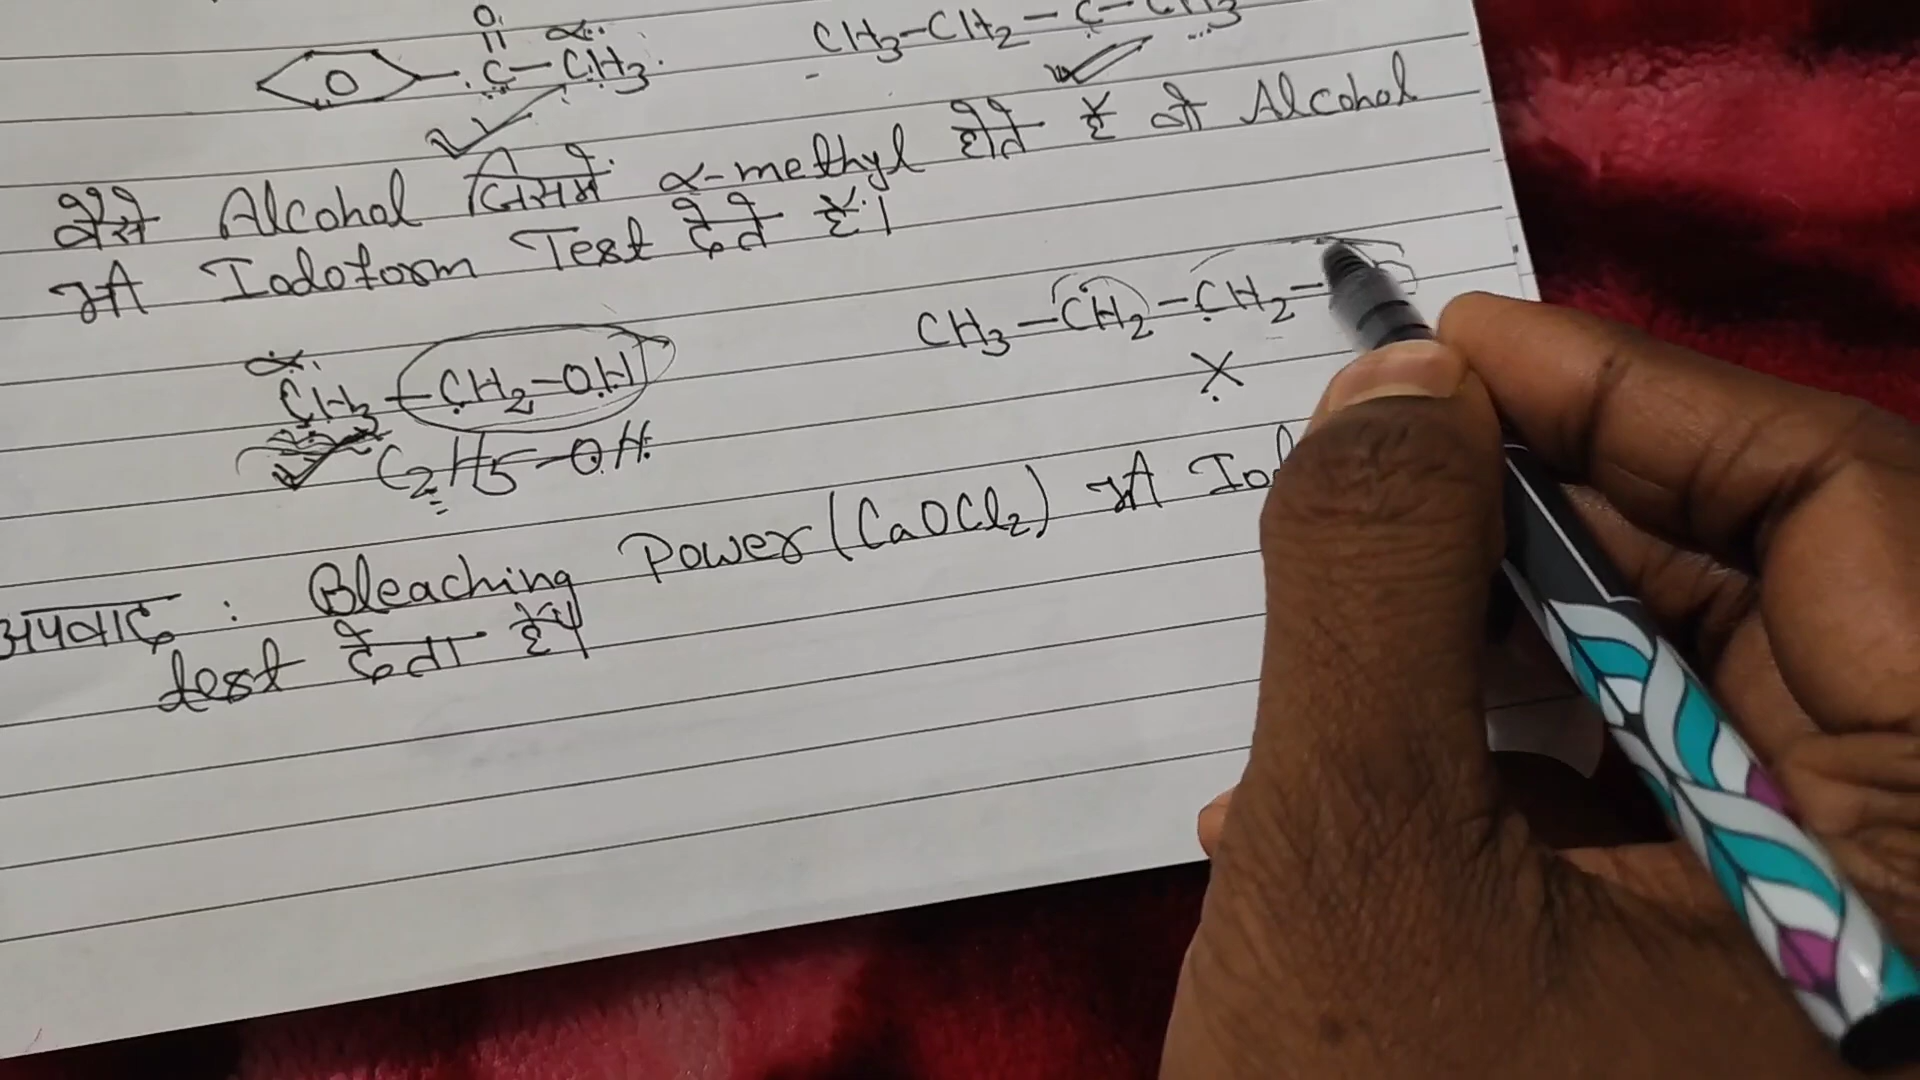 O
α
C-CH3
CH3-CH2-C-CH3
वैसे Alcohol जिसमें α-methyl होते हैं वो Alcohol
भी Iodoform Test देते हैं।
α
CH3-CH2-OH
CH3-CH2-CH2-
C2H5-OH
अपवाद : Bleaching Power (CaOCl2) भी
test देता है।